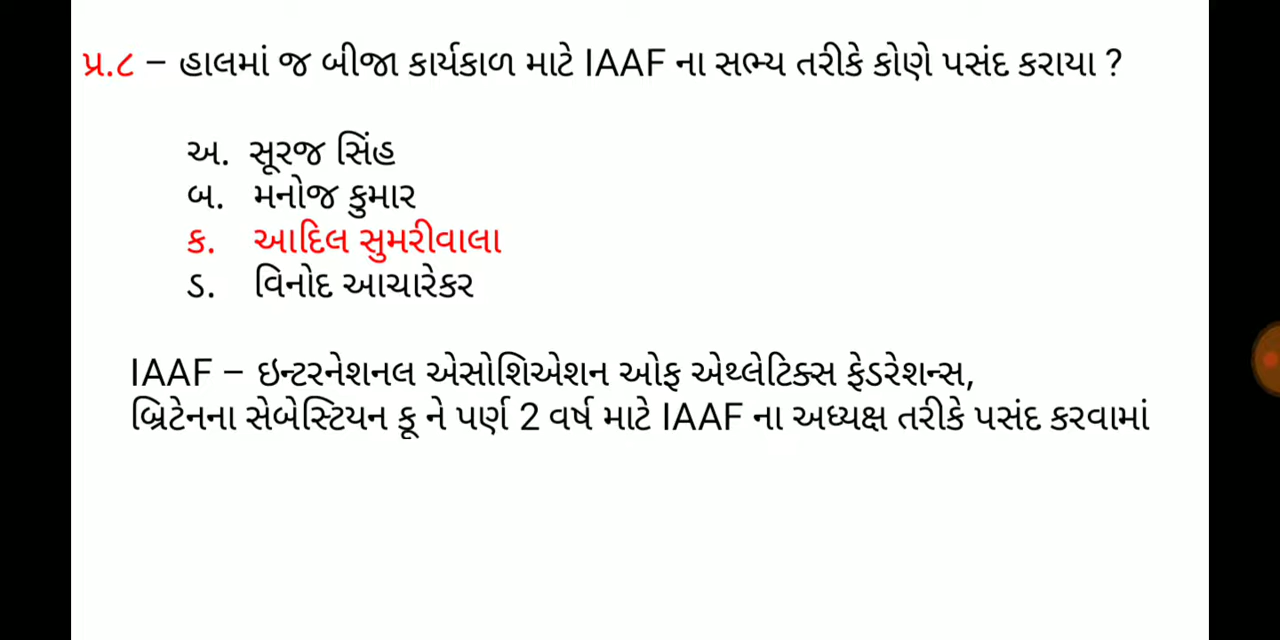 પ્ર.૮ – હાલમાં જ બીજા કાર્યકાળ માટે IAAF ના સભ્ય તરીકે કોણે પસંદ કરાયા ?
અ. સૂરજ સિંહ
બ. મનોજ કુમાર
ક. આદિલ સુમરીવાલા
ડ. વિનોદ આચારેકર
IAAF – ઇન્ટરનેશનલ એસોશિએશન ઓફ એથ્લેટિક્સ ફેડરેશન્સ,
બ્રિટેનના સેબેસ્ટિયન કૂ ને પર્ણ 2 વર્ષ માટે IAAF ના અધ્યક્ષ તરીકે પસંદ કરવામાં